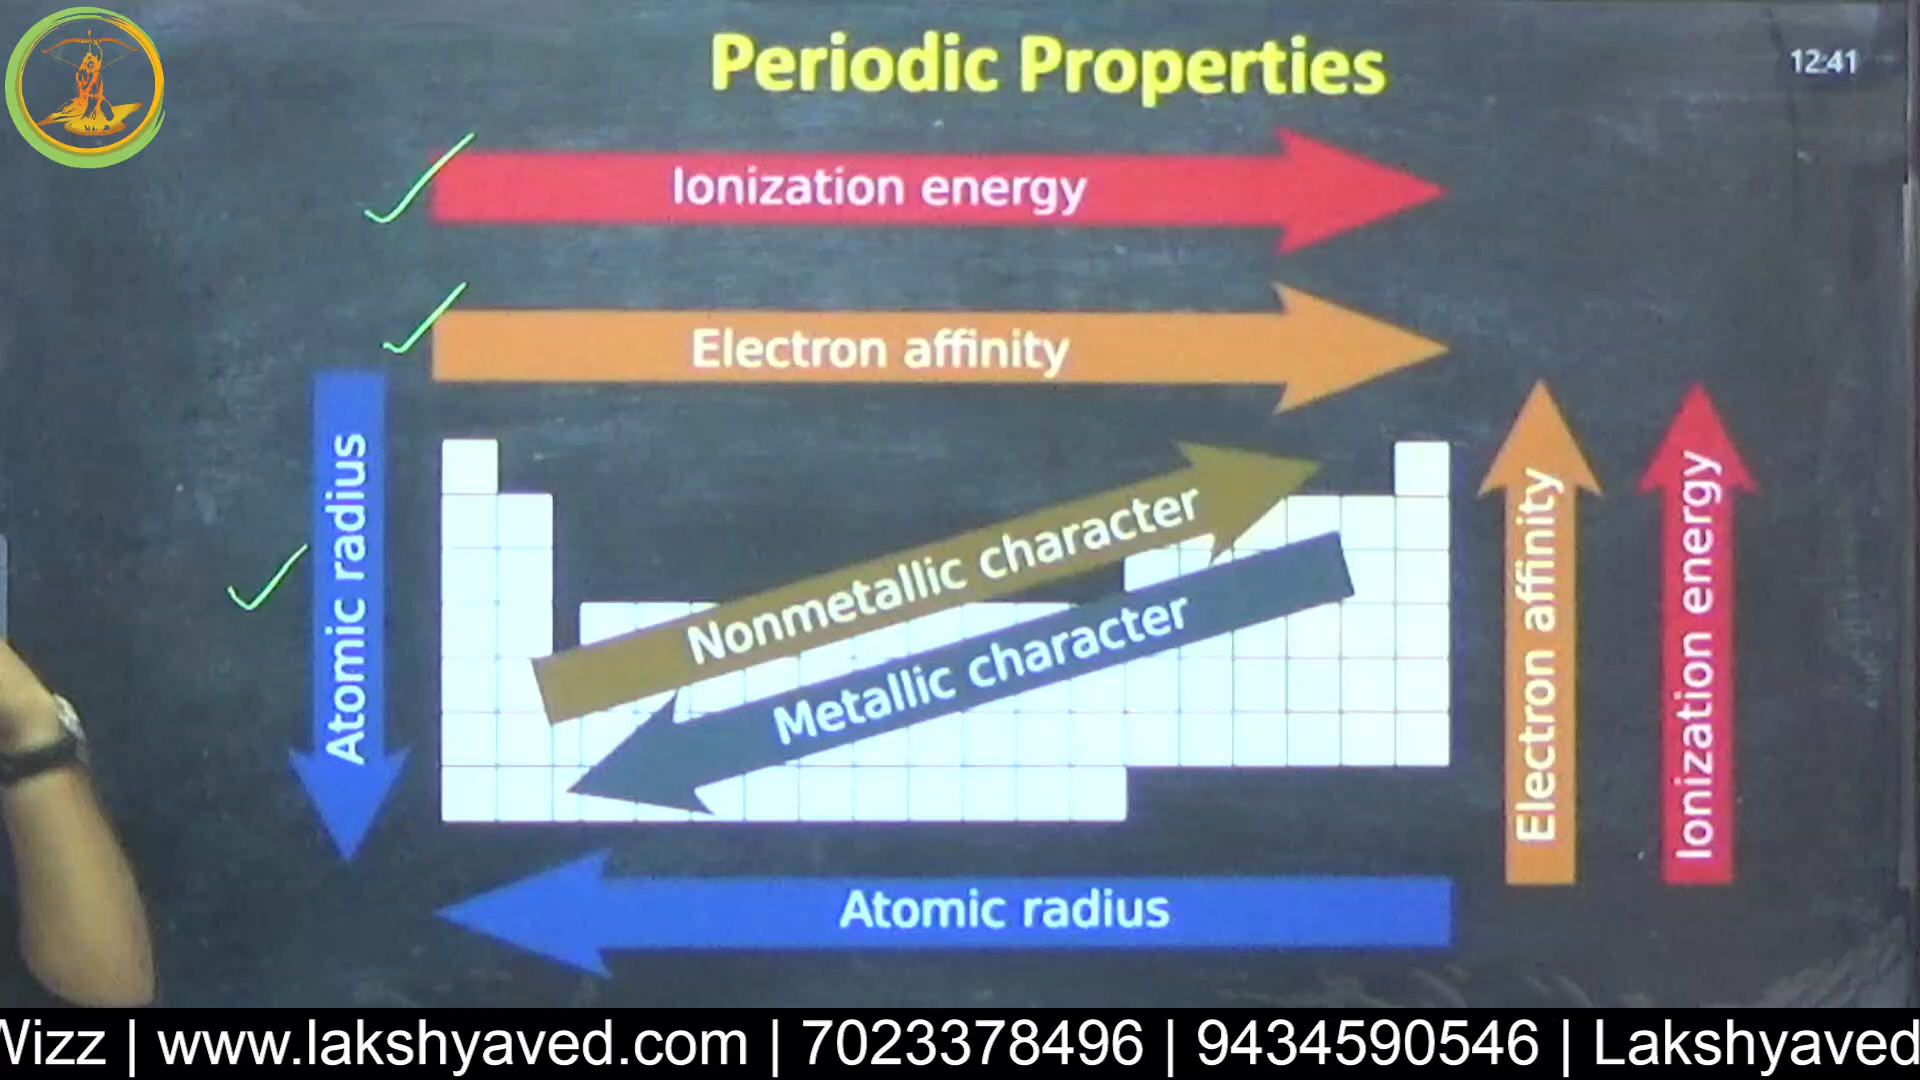 Periodic Properties
12:41
Ionization energy
Electron affinity
Atomic radius
Nonmetallic character
Metallic character
Electron affinity
Ionization energy
Atomic radius
Wizz | www.lakshyaved.com | 7023378496 | 9434590546 | Lakshyaved